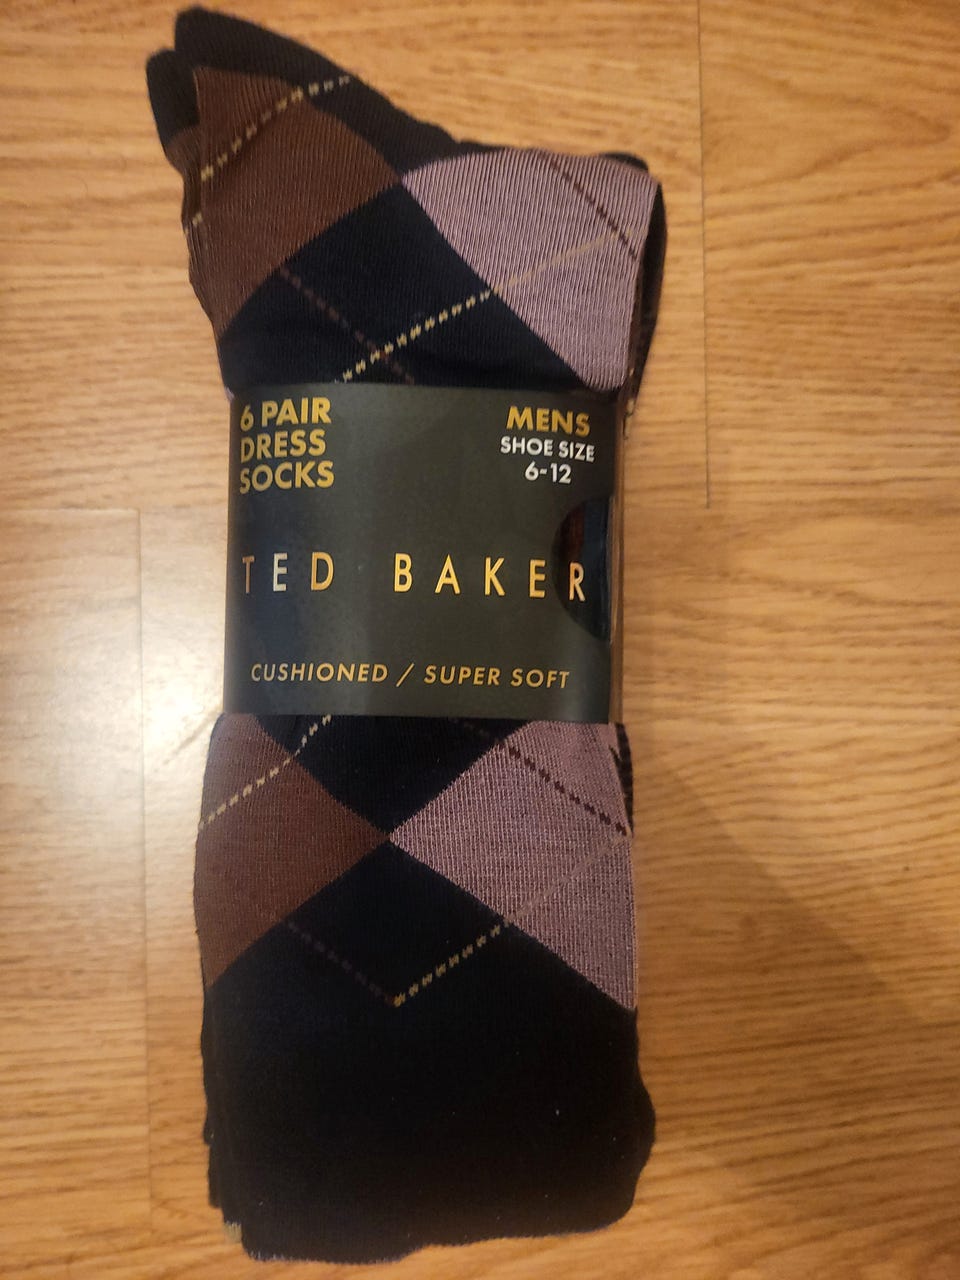 6 PAIR
DRESS
SOCKS
MENS
SHOE SIZE
6-12
TED BAKER
CUSHIONED / SUPER SOFT